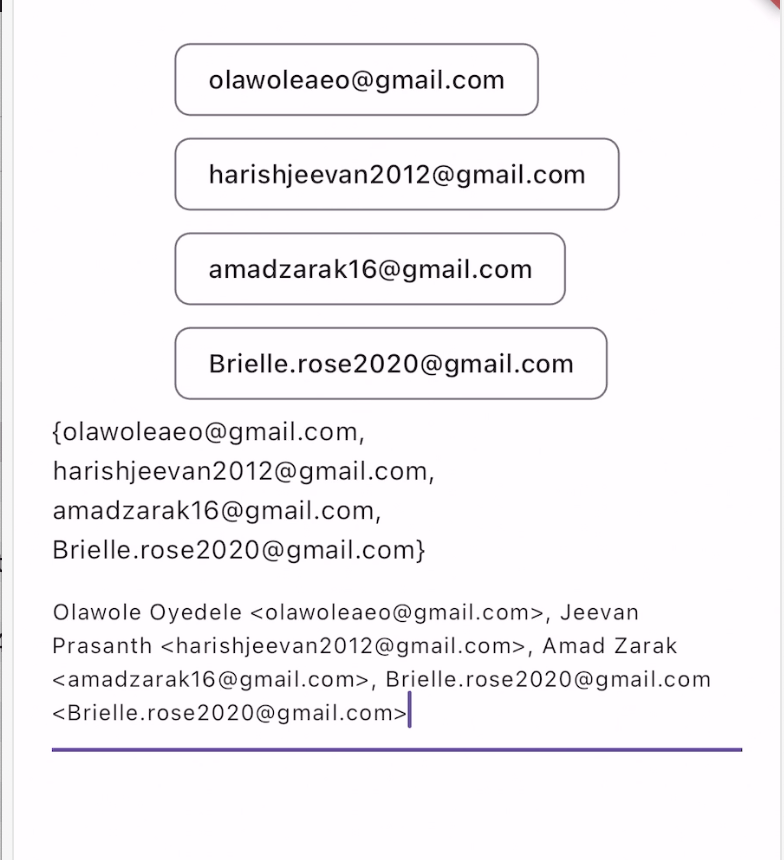 olawoleaeo@gmail.com
harishjeevan2012@gmail.com
amadzarak16@gmail.com
Brielle.rose2020@gmail.com
{olawoleaeo@gmail.com,
harishjeevan2012@gmail.com,
amadzarak16@gmail.com,
Brielle.rose2020@gmail.com}
Olawole Oyedele <olawoleaeo@gmail.com>, Jeevan
Prasanth <harishjeevan2012@gmail.com>, Amad Zarak
<amadzarak16@gmail.com>, Brielle.rose2020@gmail.com
<Brielle.rose2020@gmail.com>